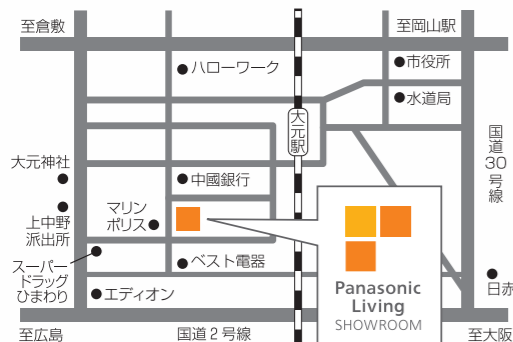 至倉敷
至岡山駅
ハローワーク
市役所
水道局
大元駅
国道30号線
大元神社
中國銀行
上中野
派出所
マリン
ポリス
スーパー
ドラッグ
ひまわり
ベスト電器
エディオン
Panasonic
Living
SHOWROOM
日赤
至広島
国道2号線
至大阪